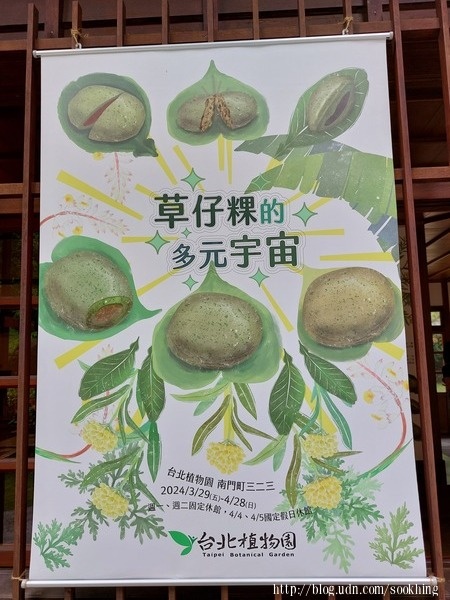 草仔粿的
多元宇宙
台北植物園 南門町三二三
2024/3/29(五)-4/28(日)
週一、週二固定休館，4/4、4/5國定假日休館
台北植物園
Taipei Botanical Garden
http://blog.udn.com/sookhing